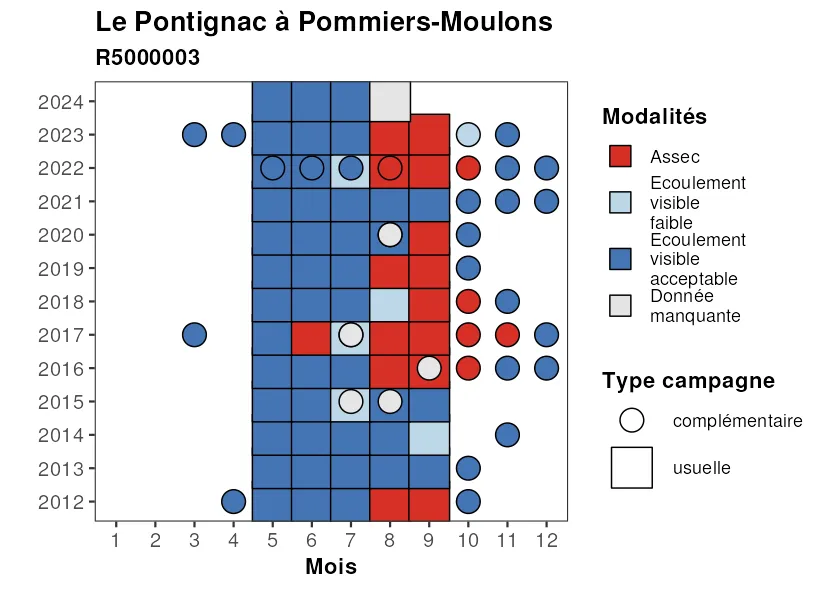 Le Pontignac à Pommiers-Moulons
R5000003
2024
2023
2022
2021
2020
2019
2018
2017
2016
2015
2014
2013
2012
1 2 3 4 5 6 7 8 9 10 11 12
Mois
Modalités
Assec
Ecoulement
visible
faible
Ecoulement
visible
acceptable
Donnée
manquante
Type campagne
complémentaire
usuelle